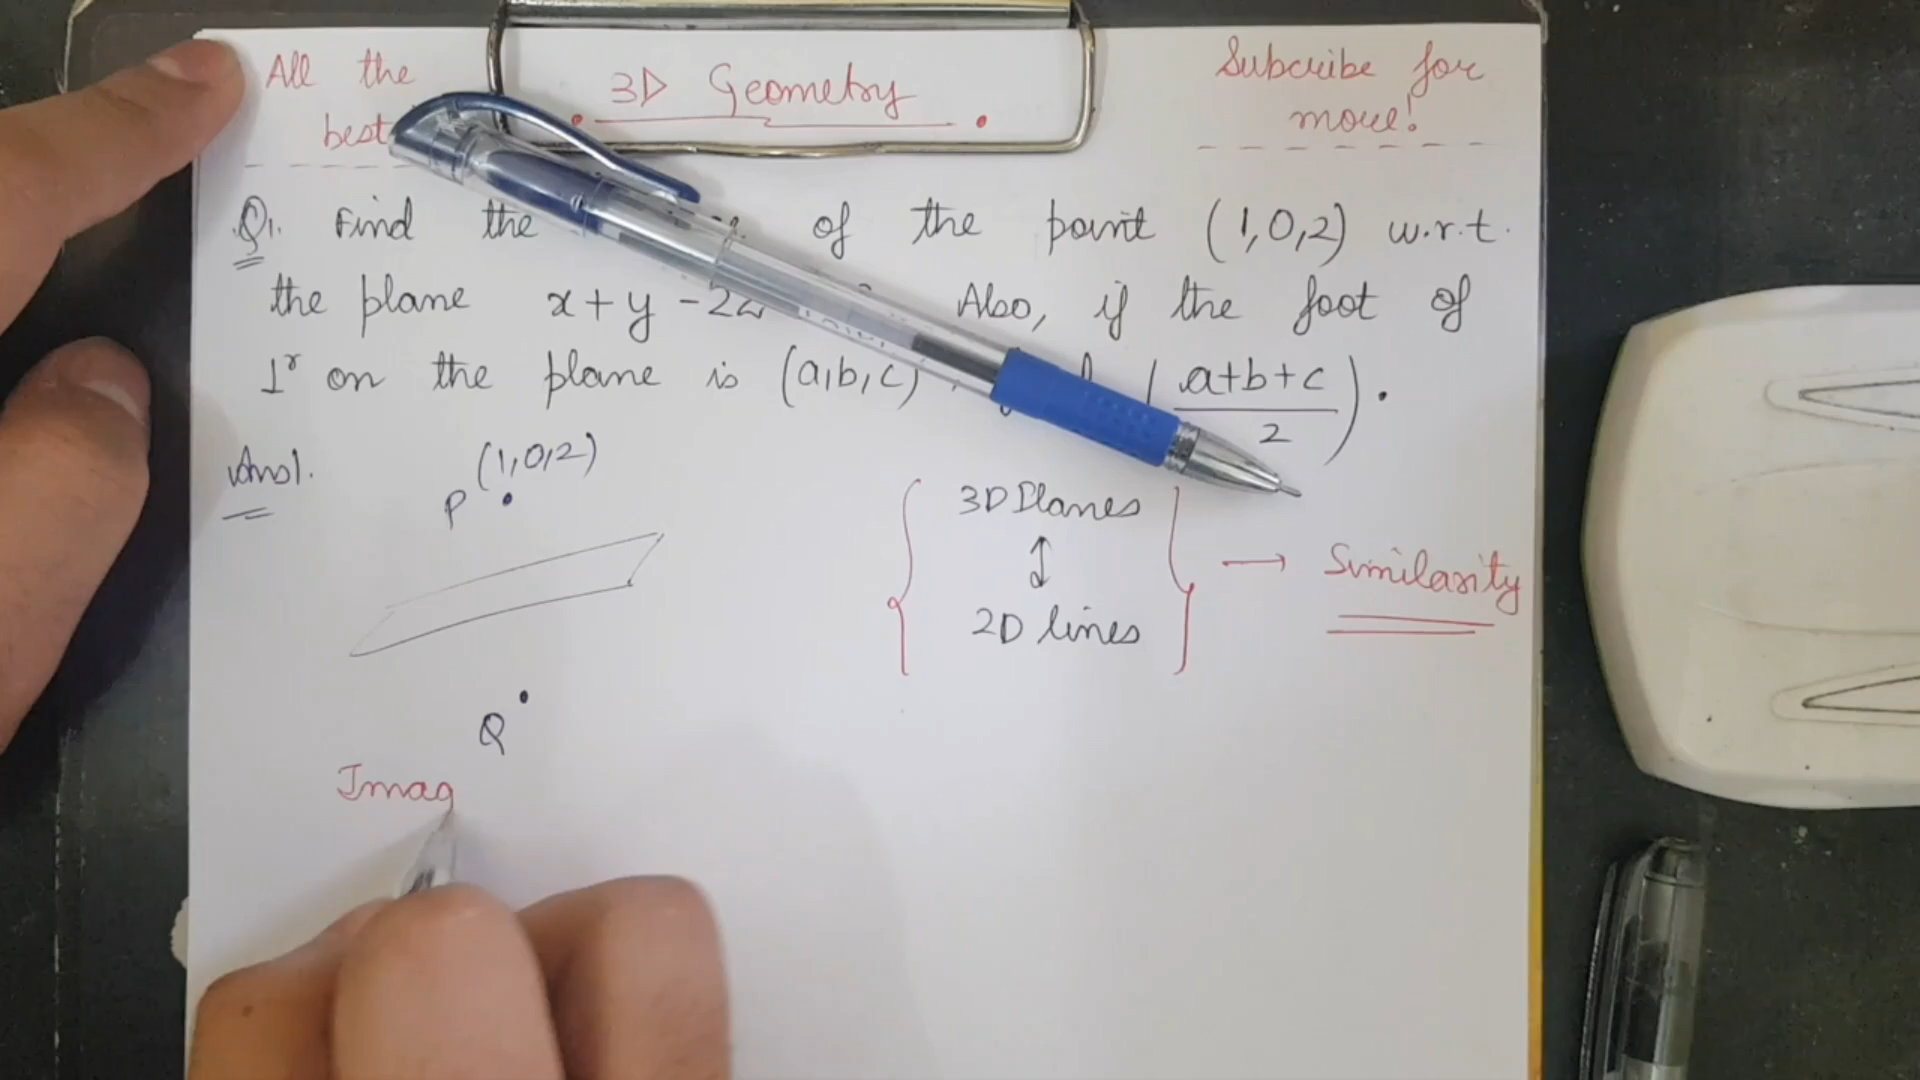 All the
best
3D Geometry
Subcribe for
more!
Q1. Find the of the point (1,0,2) w.r.t.
the plane x+y-2z Also, if the foot of
⊥r on the plane is (a,b,c) (a+b+c/2).
Ans1.
P (1,0,2)
3D Planes
↕
2D lines
→ Similarity
Q
Imag